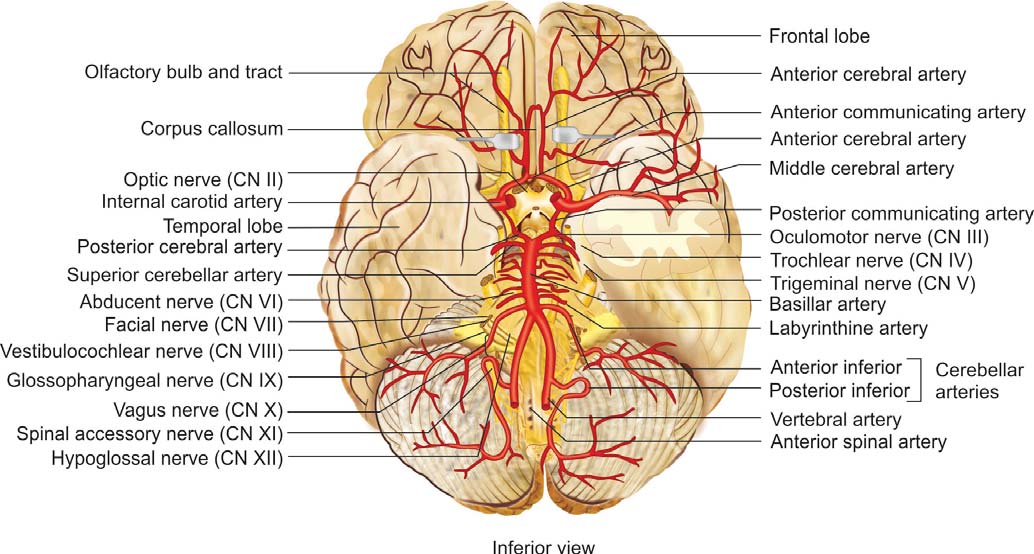 Olfactory bulb and tract
Corpus callosum
Optic nerve (CN II)
Internal carotid artery
Temporal lobe
Posterior cerebral artery
Superior cerebellar artery
Abducent nerve (CN VI)
Facial nerve (CN VII)
Vestibulocochlear nerve (CN VIII)
Glossopharyngeal nerve (CN IX)
Vagus nerve (CN X)
Spinal accessory nerve (CN XI)
Hypoglossal nerve (CN XII)
Frontal lobe
Anterior cerebral artery
Anterior communicating artery
Anterior cerebral artery
Middle cerebral artery
Posterior communicating artery
Oculomotor nerve (CN III)
Trochlear nerve (CN IV)
Trigeminal nerve (CN V)
Basillar artery
Labyrinthine artery
Anterior inferior
Posterior inferior
Cerebellar
arteries
Vertebral artery
Anterior spinal artery
Inferior view